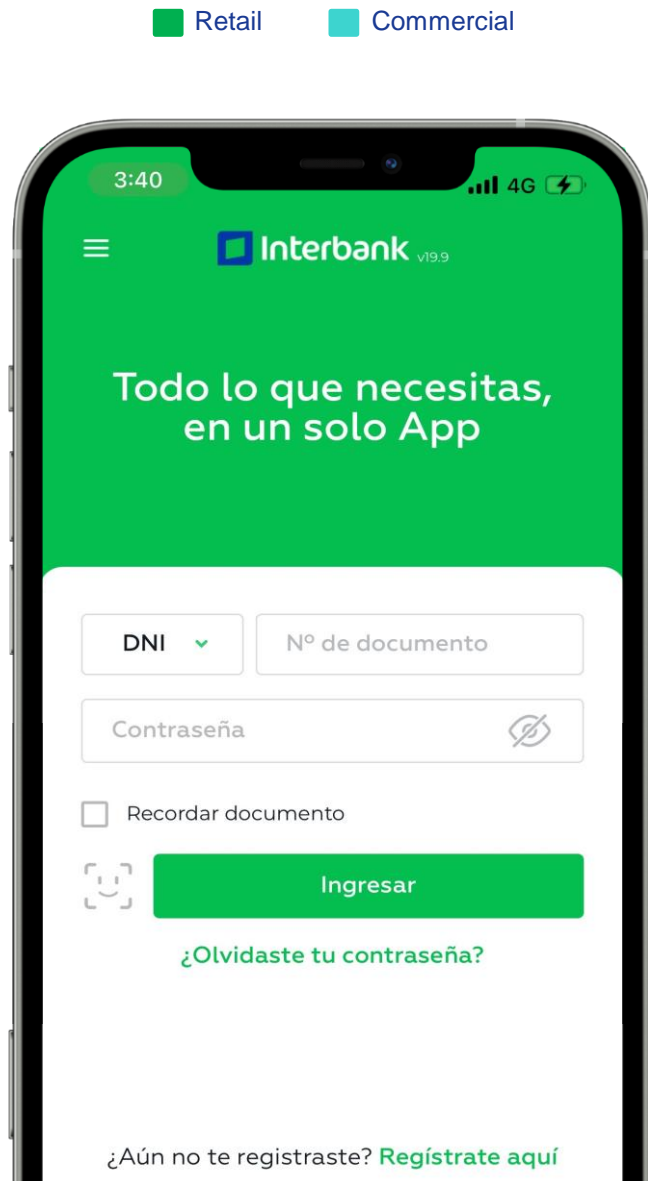 Retail Commercial
3:40 4G
Interbank v19.9
Todo lo que necesitas,
en un solo App
DNI Nº de documento
Contraseña
Recordar documento
Ingresar
¿Olvidaste tu contraseña?
¿Aún no te registraste? Regístrate aquí